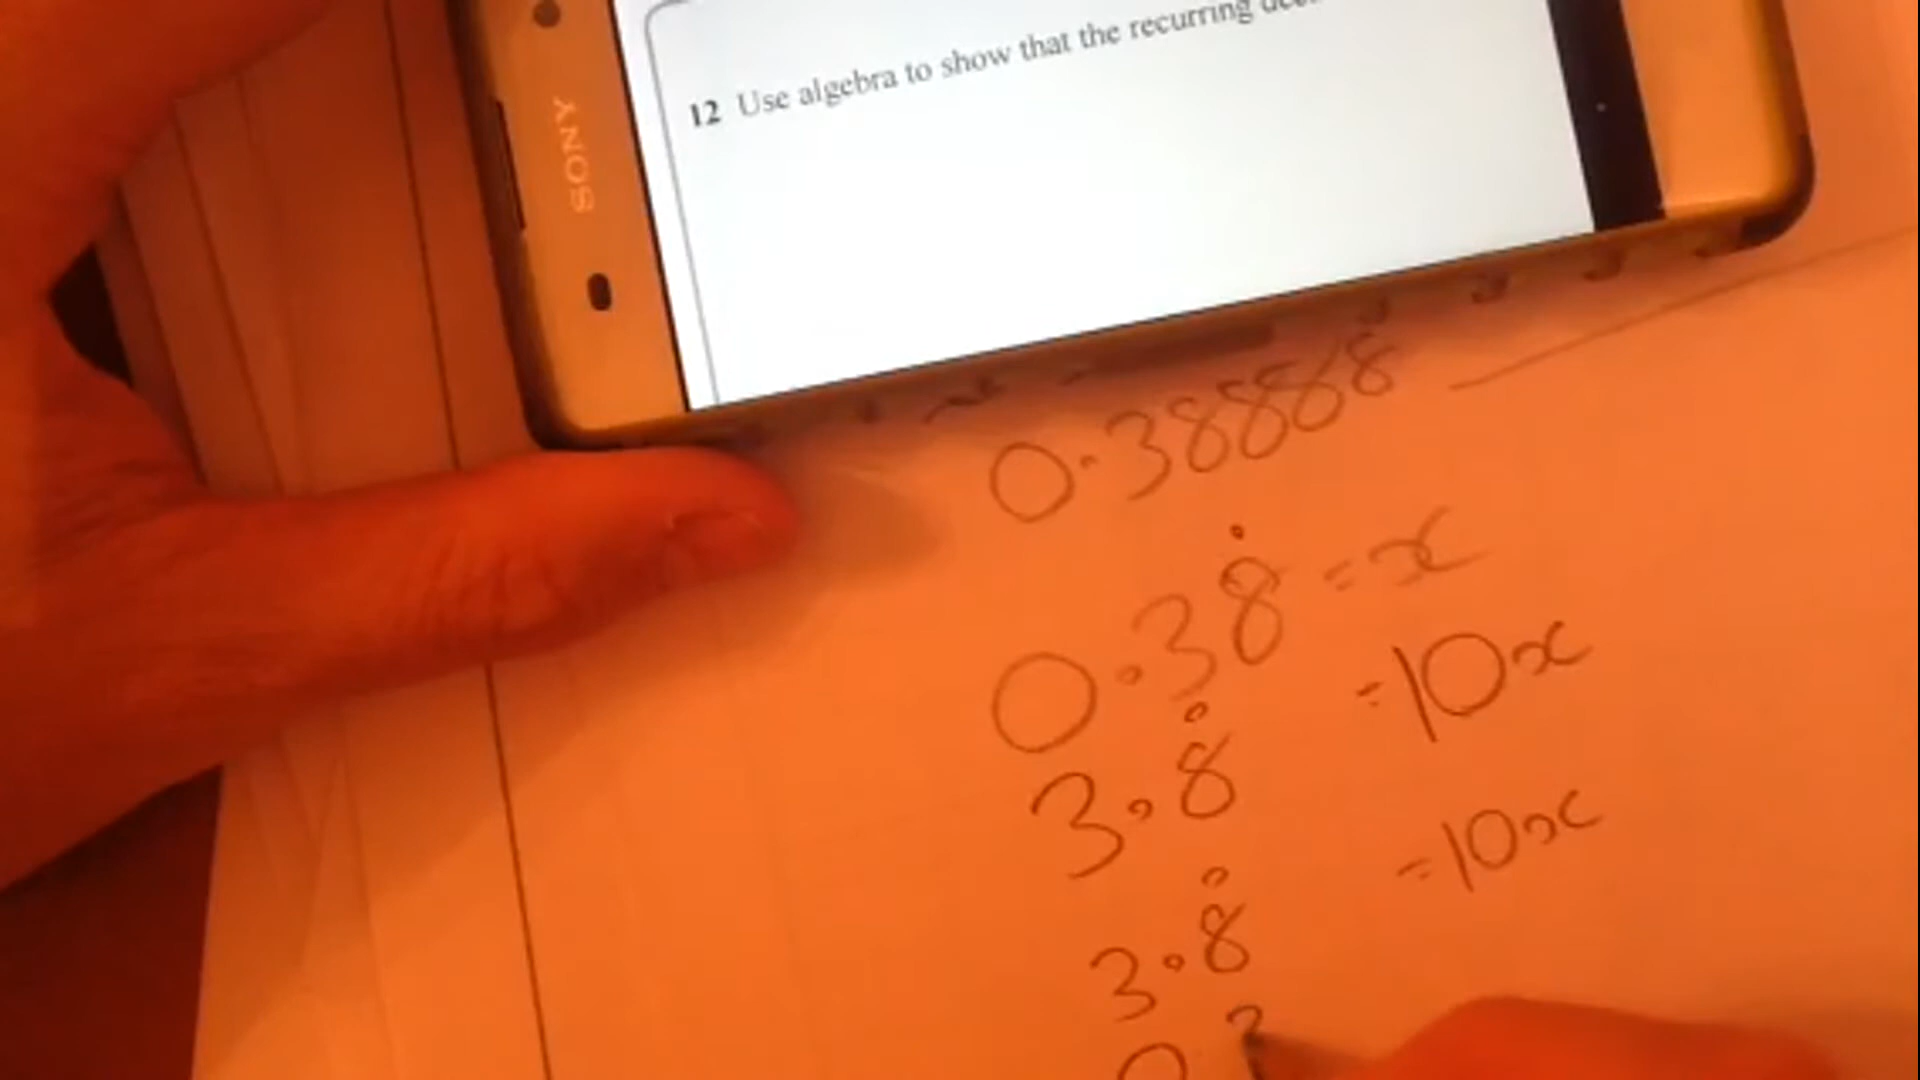 SONY
12 Use algebra to show that the recurring
0.38888
0.38̇ = x
3.8̇ = 10x
3.8̇ = 10x
0.3